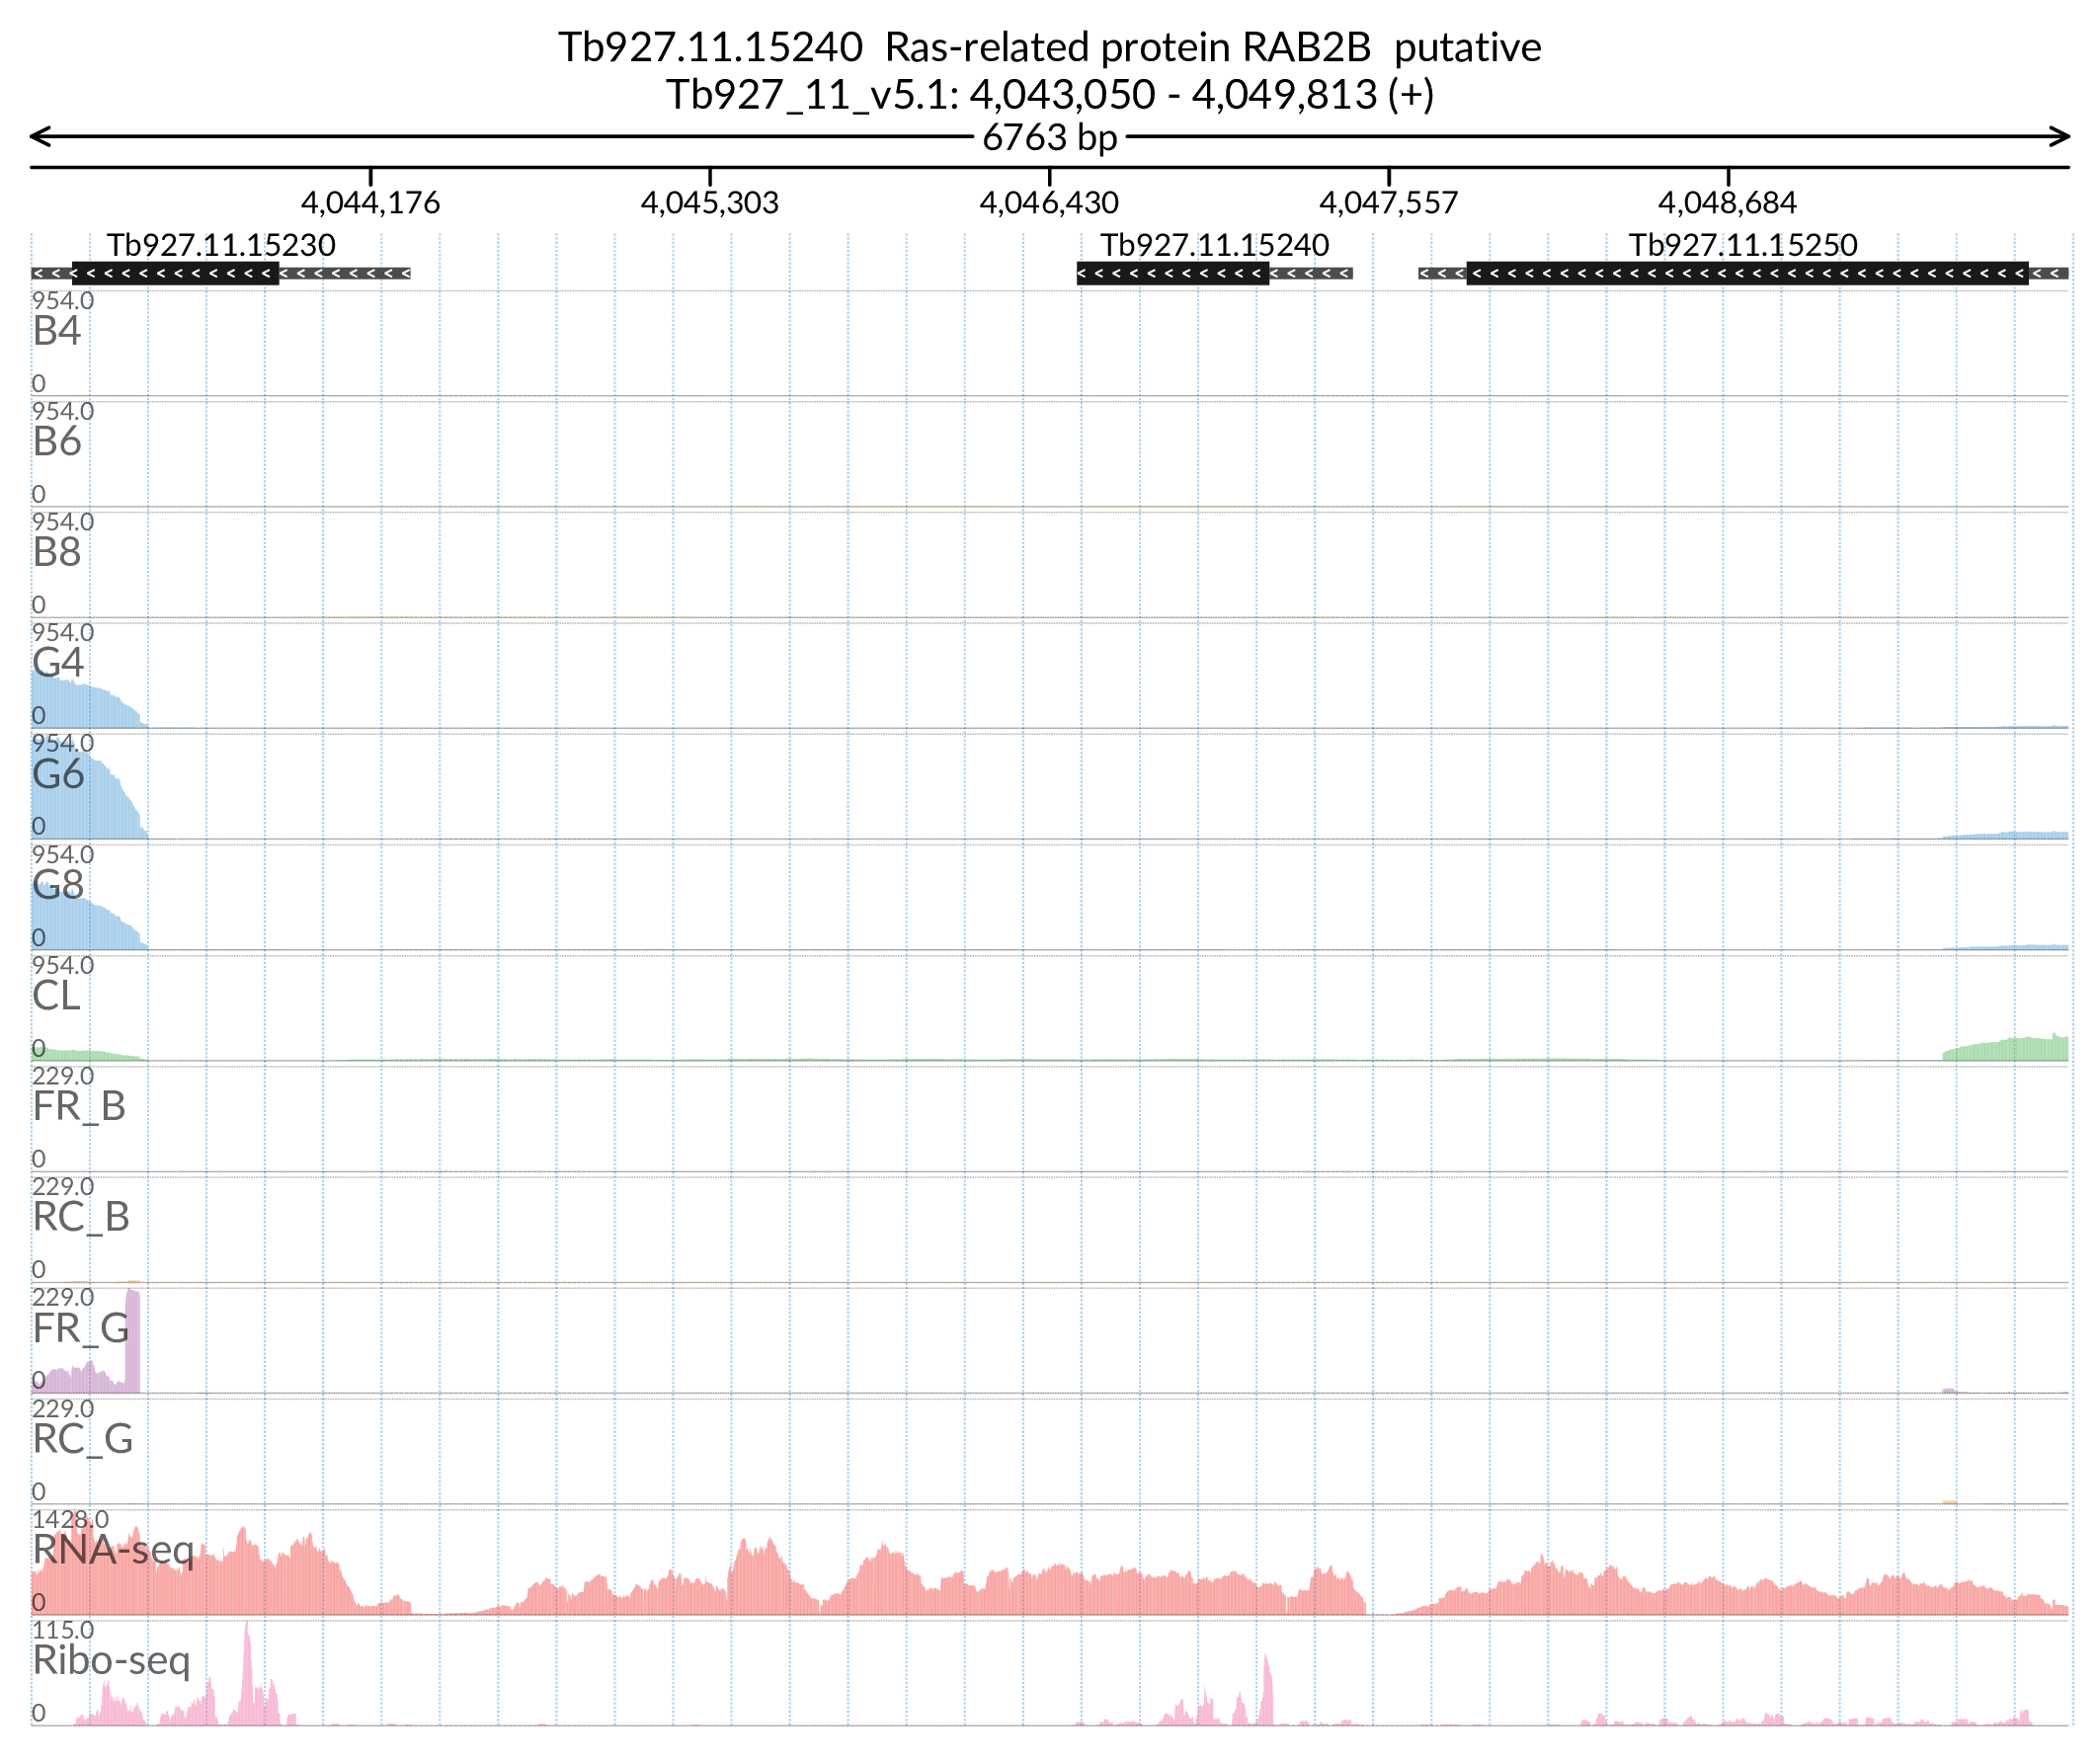 Tb927.11.15240  Ras-related protein RAB2B  putative
Tb927_11_v5.1: 4,043,050 - 4,049,813 (+)
6763 bp
4,044,176 4,045,303 4,046,430 4,047,557 4,048,684
Tb927.11.15230 Tb927.11.15240 Tb927.11.15250
954.0
B4
0
954.0
B6
0
954.0
B8
0
954.0
G4
0
954.0
G6
0
954.0
G8
0
954.0
CL
0
229.0
FR_B
0
229.0
RC_B
0
229.0
FR_G
0
229.0
RC_G
0
1428.0
RNA-seq
0
115.0
Ribo-seq
0